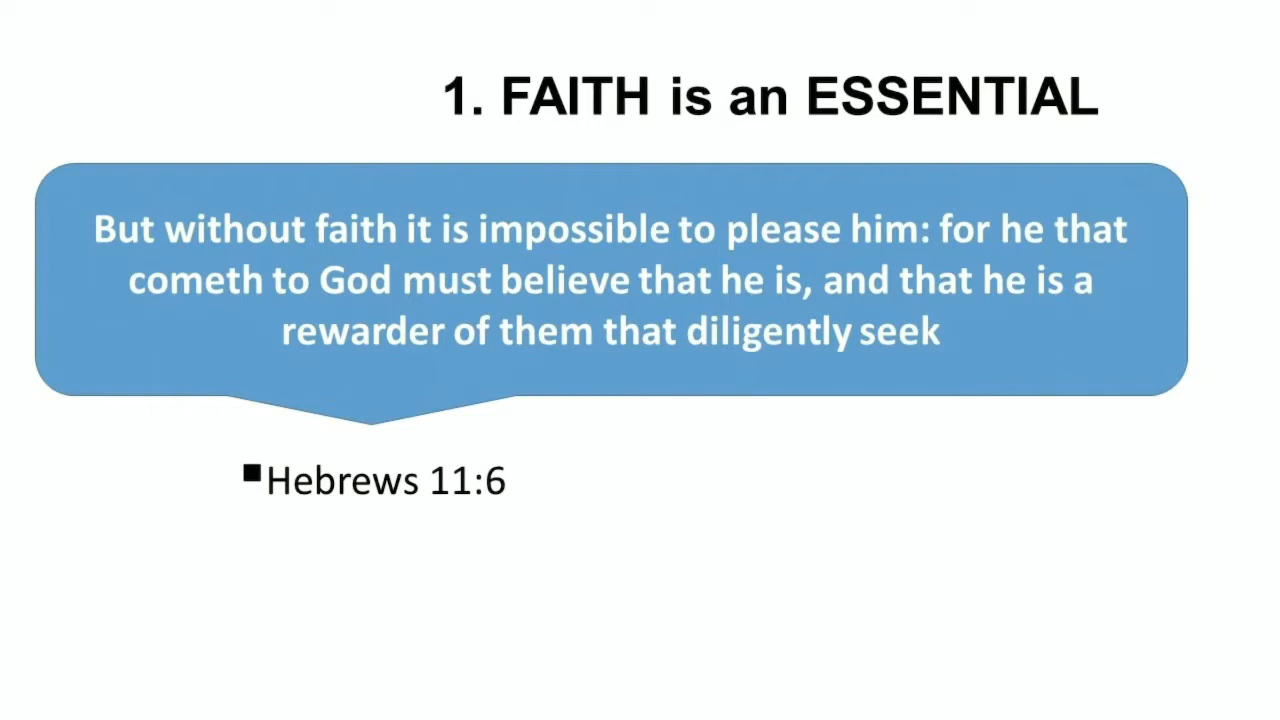 1. FAITH is an ESSENTIAL
But without faith it is impossible to please him: for he that
cometh to God must believe that he is, and that he is a
rewarder of them that diligently seek
▪Hebrews 11:6